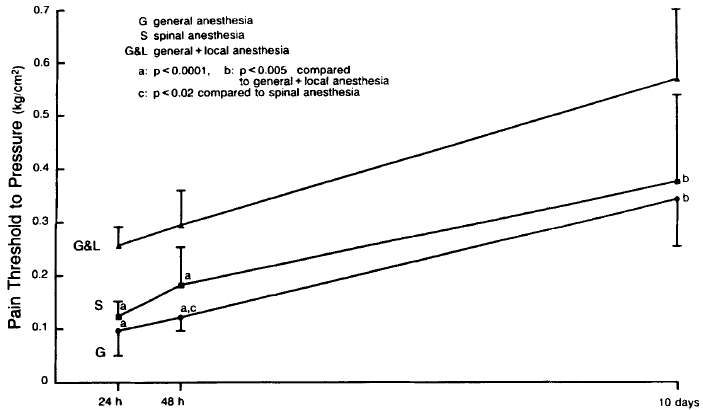 G general anesthesia
S spinal anesthesia
G&L general + local anesthesia
a: p<0.0001, b: p<0.005 compared
to general + local anesthesia
c: p<0.02 compared to spinal anesthesia
Pain Threshold to Pressure (kg/cm²)
0.7
0.6
0.5
0.4
0.3
0.2
0.1
0
G&L
S
G
a
a
a
a,c
b
b
24 h
48 h
10 days